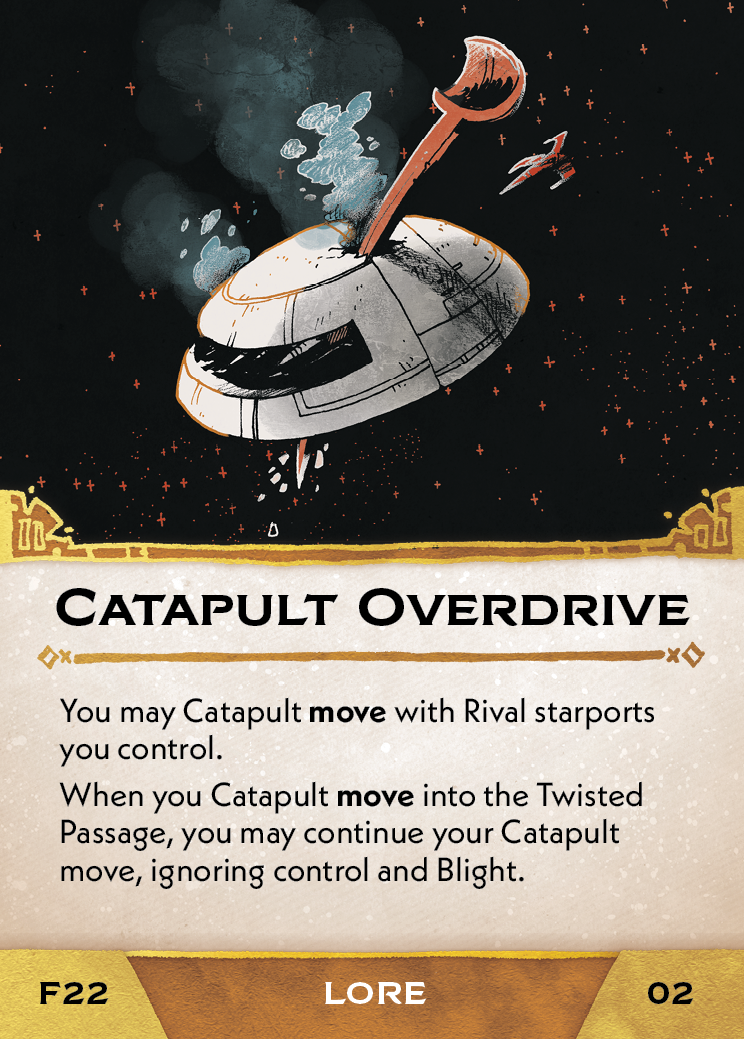 Catapult Overdrive
You may Catapult move with Rival starports
you control.
When you Catapult move into the Twisted
Passage, you may continue your Catapult
move, ignoring control and Blight.
F22
LORE
02